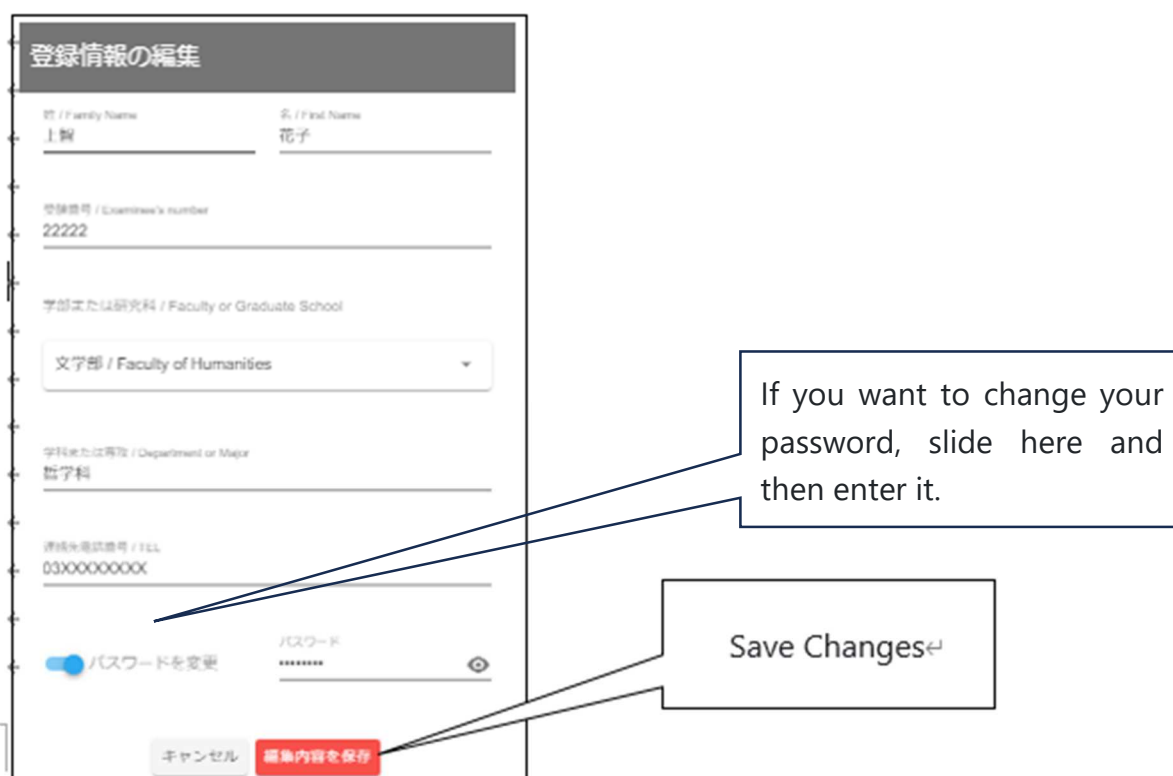 登録情報の編集
姓 / Family Name
名 / First Name
上智
花子
受験番号 / Examinee's number
22222
学部または研究科 / Faculty or Graduate School
文学部 / Faculty of Humanities
学科または専攻 / Department or Major
哲学科
連絡先電話番号 / TEL
03XXXXXXXXX
パスワードを変更
パスワード
••••••••
キャンセル
編集内容を保存
If you want to change your
password, slide here and
then enter it.
Save Changes↵